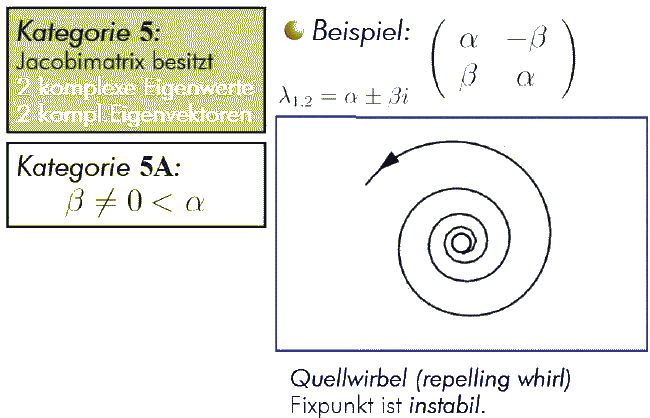 Kategorie 5:
Jacobimatrix besitzt
2 komplexe Eigenwerte
2 kompl.Eigenvektoren
Kategorie 5A:
β ≠ 0 < α
Beispiel:
( α −β
β α )
λ1.2 = α ± βi
Quellwirbel (repelling whirl)
Fixpunkt ist instabil.